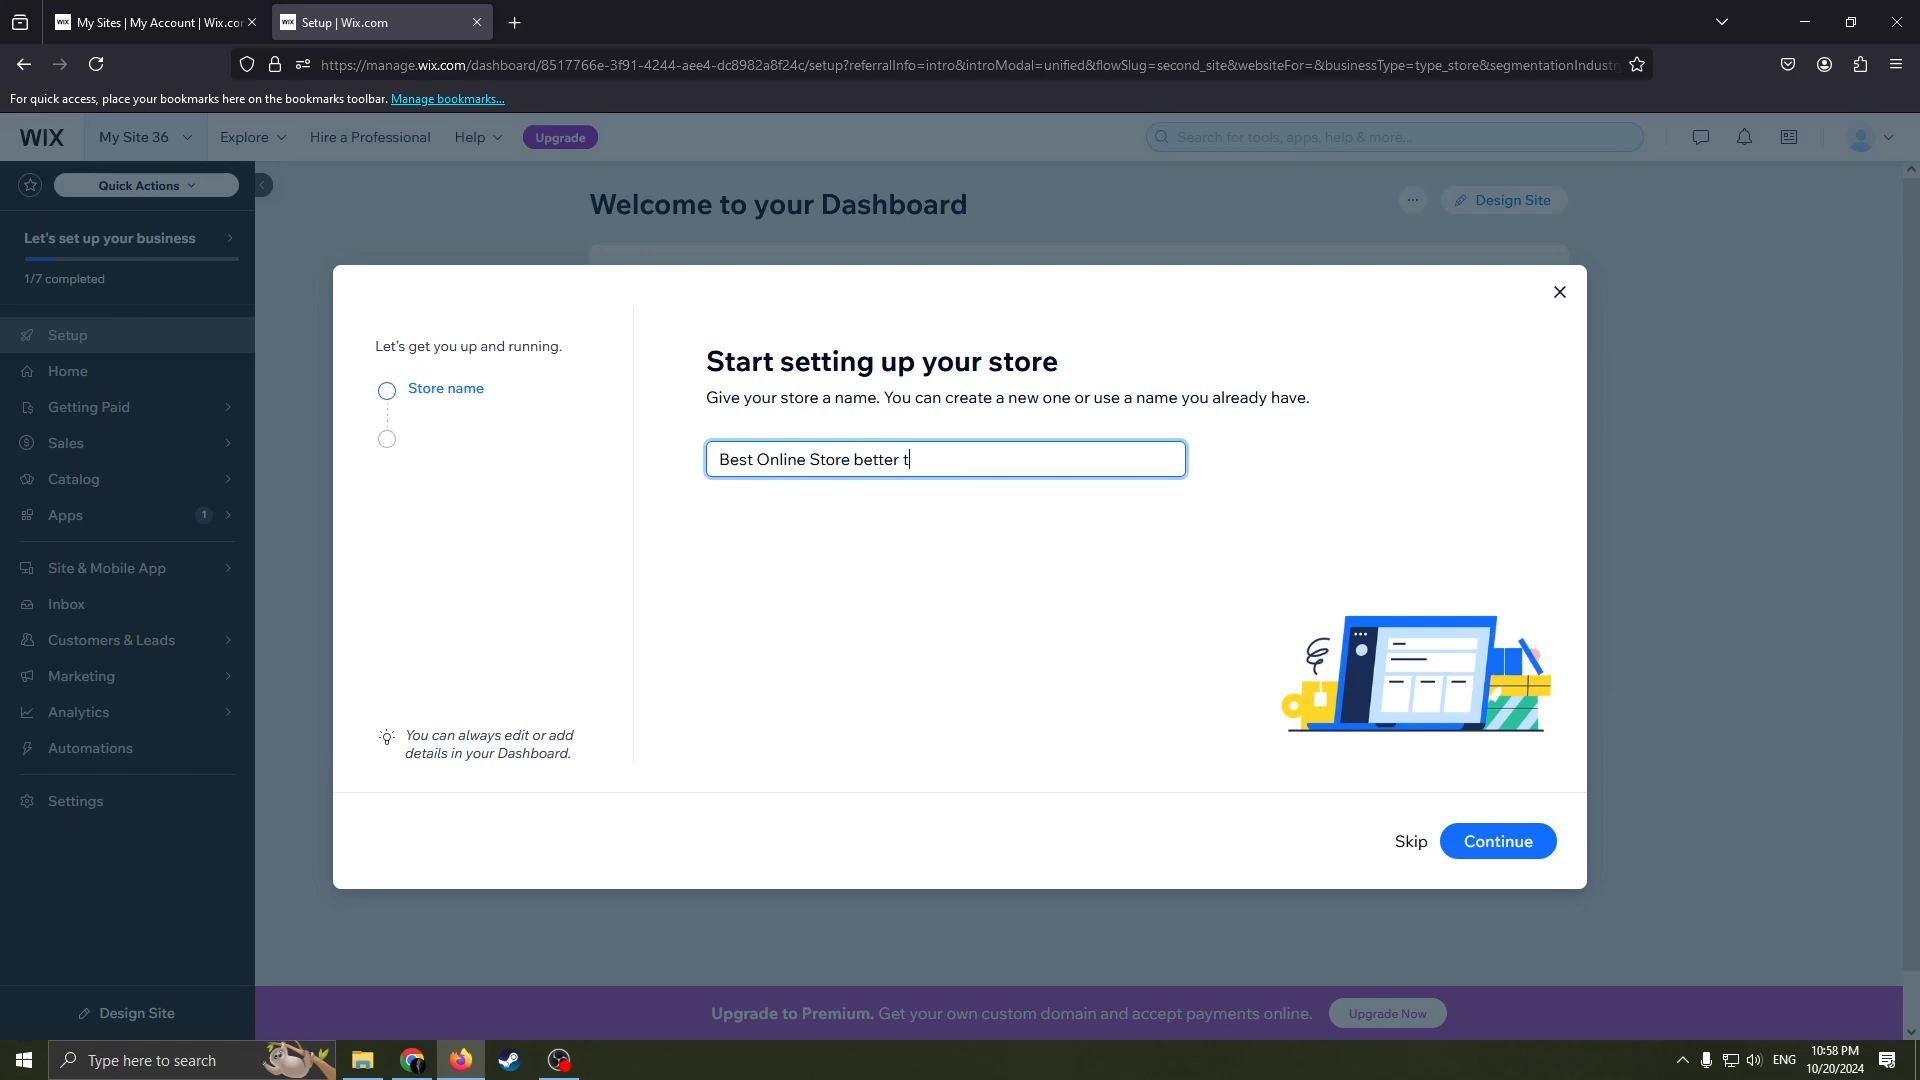 My Sites | My Account | Wix.co
Setup | Wix.com
https://manage.wix.com/dashboard/8517766e-3f91-4244-aee4-dc8982a8f24c/setup?referralInfo=intro&introModal=unified&flowSlug=second_site&websiteFor=&businessType=type_store&segmentationIndustr
For quick access, place your bookmarks here on the bookmarks toolbar. Manage bookmarks...
WIX
My Site 36
Explore
Hire a Professional
Help
Upgrade
Search for tools, apps, help & more...
Quick Actions
Let's set up your business
1/7 completed
Setup
Home
Getting Paid
Sales
Catalog
Apps
1
Site & Mobile App
Inbox
Customers & Leads
Marketing
Analytics
Automations
Settings
Design Site
Welcome to your Dashboard
Design Site
Let's get you up and running.
Store name
You can always edit or add
details in your Dashboard.
Start setting up your store
Give your store a name. You can create a new one or use a name you already have.
Best Online Store better t
Skip
Continue
Upgrade to Premium. Get your own custom domain and accept payments online.
Upgrade Now
Type here to search
ENG
10:58 PM
10/20/2024